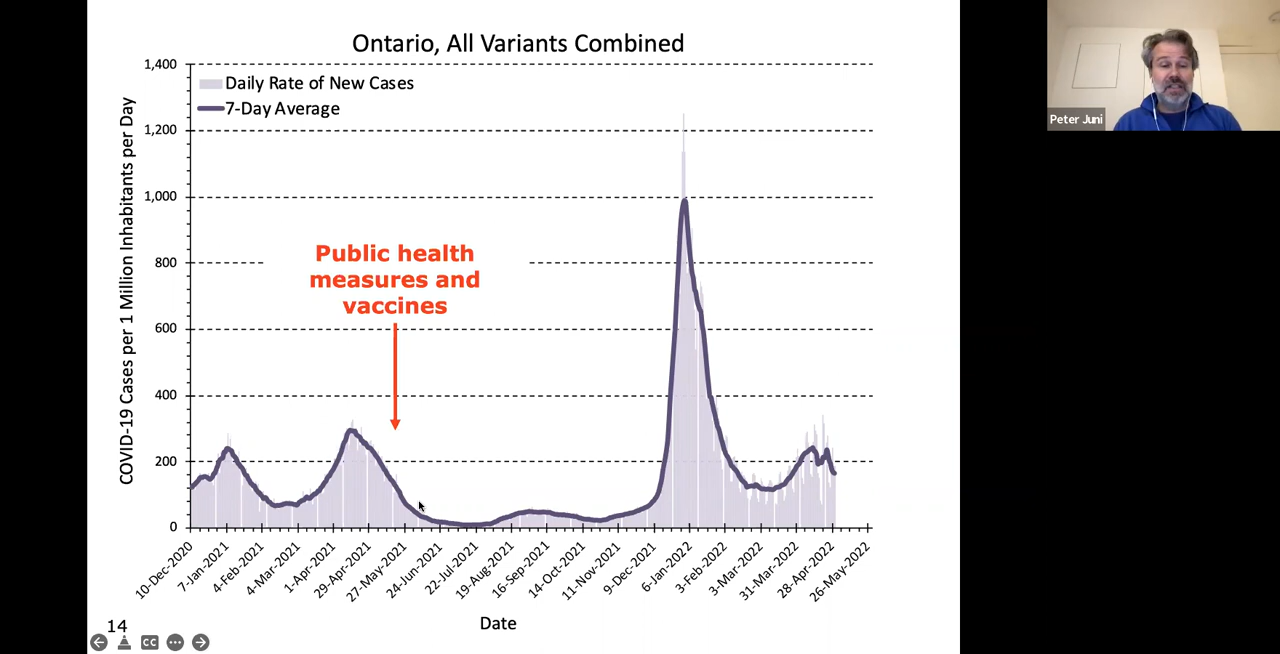 Ontario, All Variants Combined
Daily Rate of New Cases
7-Day Average
COVID-19 Cases per 1 Million Inhabitants per Day
1,400
1,200
1,000
800
600
400
200
0
Public health
measures and
vaccines
10-Dec-2020
7-Jan-2021
4-Feb-2021
4-Mar-2021
1-Apr-2021
29-Apr-2021
27-May-2021
24-Jun-2021
22-Jul-2021
19-Aug-2021
16-Sep-2021
14-Oct-2021
11-Nov-2021
9-Dec-2021
6-Jan-2022
3-Feb-2022
3-Mar-2022
31-Mar-2022
28-Apr-2022
26-May-2022
Date
14
CC
Peter Juni